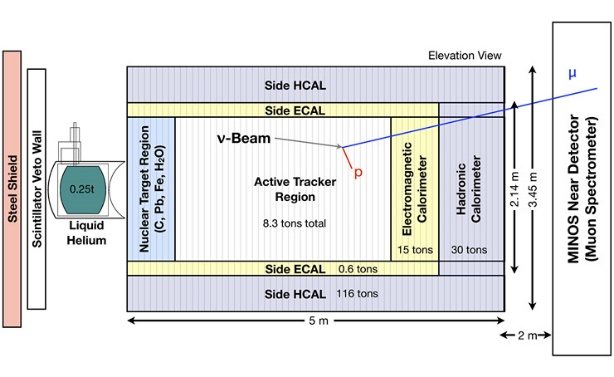 Elevation View
Side HCAL
Side ECAL
Steel Shield
Scintillator Veto Wall
0.25t
Liquid
Helium
Nuclear Target Region
(C, Pb, Fe, H₂O)
ν-Beam
p
μ
Active Tracker
Region
8.3 tons total
Electromagnetic
Calorimeter
15 tons
Hadronic
Calorimeter
30 tons
Side ECAL 0.6 tons
Side HCAL 116 tons
5 m
2 m
2.14 m
3.45 m
MINOS Near Detector
(Muon Spectrometer)